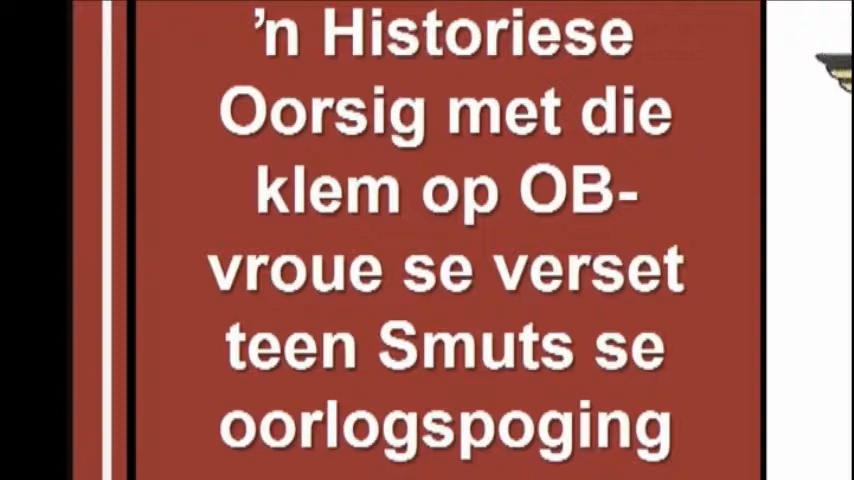 ’n Historiese
Oorsig met die
klem op OB-
vroue se verset
teen Smuts se
oorlogspoging